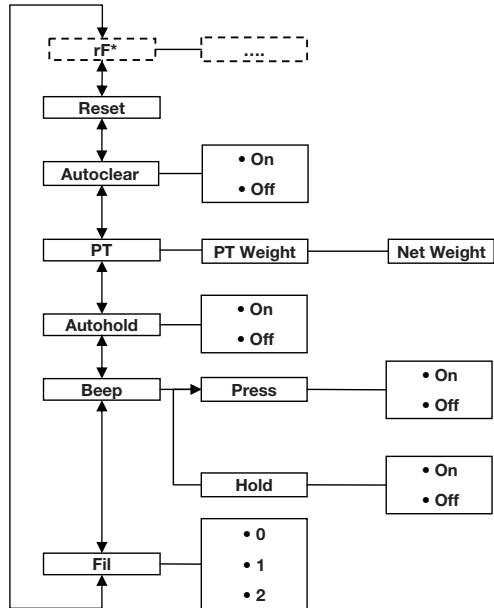 rF*
....
Reset
Autoclear
• On
• Off
PT
PT Weight
Net Weight
Autohold
• On
• Off
Beep
Press
• On
• Off
Hold
• On
• Off
Fil
• 0
• 1
• 2